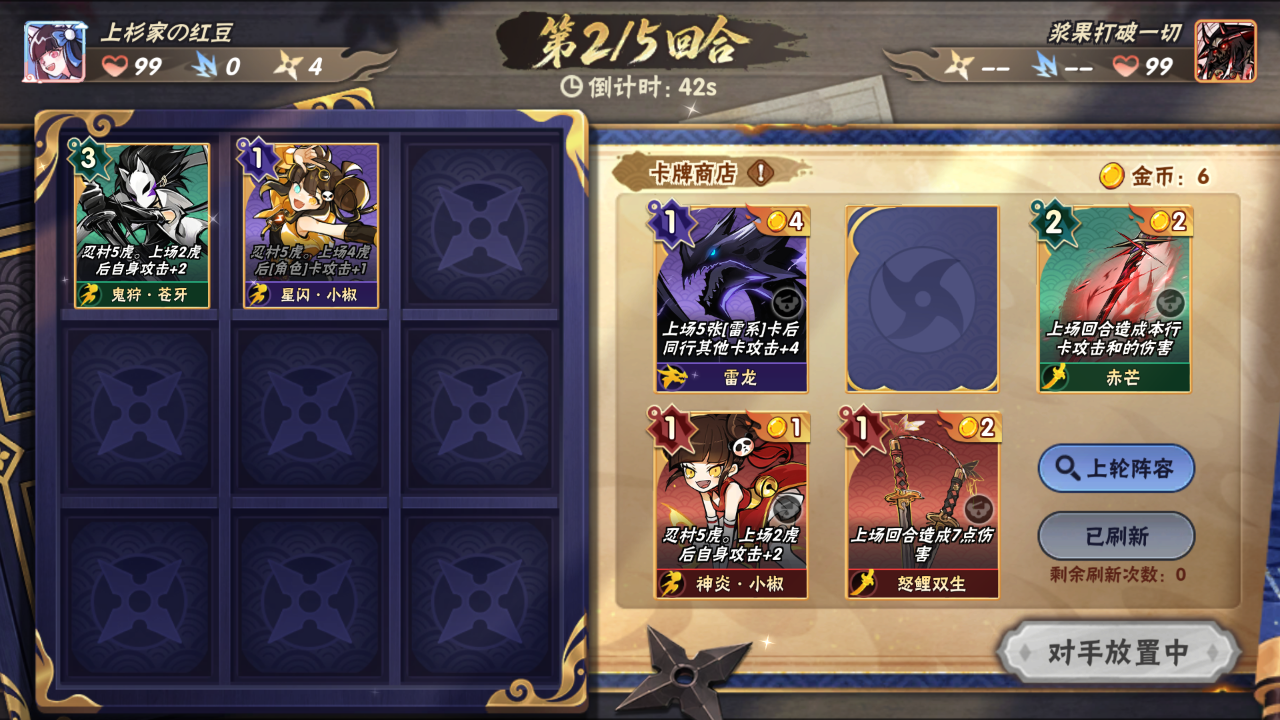 上杉家の红豆
99
0
4
第2/5回合
倒计时: 42s
浆果打破一切
--
--
99
3
忍村5虎。上场2虎
后自身攻击+2
鬼狩·苍牙
1
忍村5虎。上场4虎
后[角色]卡攻击+1
星闪·小椒
卡牌商店
!
金币: 6
1
4
上场5张[雷系]卡后
同行其他卡攻击+4
雷龙
2
2
上场回合造成本行
卡攻击和的伤害
赤芒
1
1
忍村5虎。上场2虎
后自身攻击+2
神炎·小椒
1
2
上场回合造成7点伤
害
怒鲤双生
上轮阵容
已刷新
剩余刷新次数: 0
对手放置中